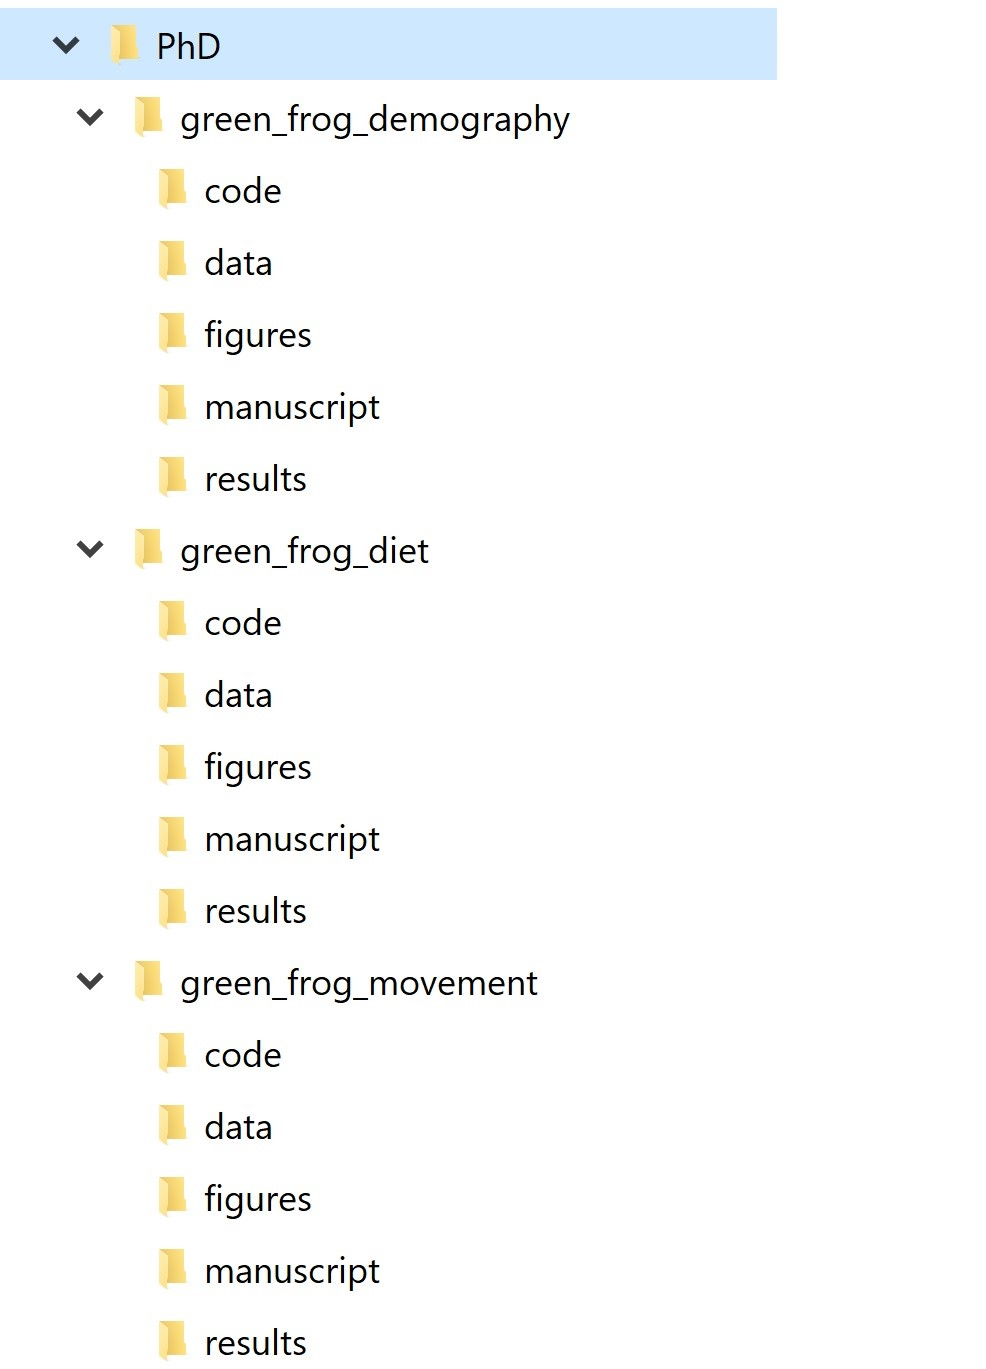 PhD
green_frog_demography
code
data
figures
manuscript
results
green_frog_diet
code
data
figures
manuscript
results
green_frog_movement
code
data
figures
manuscript
results